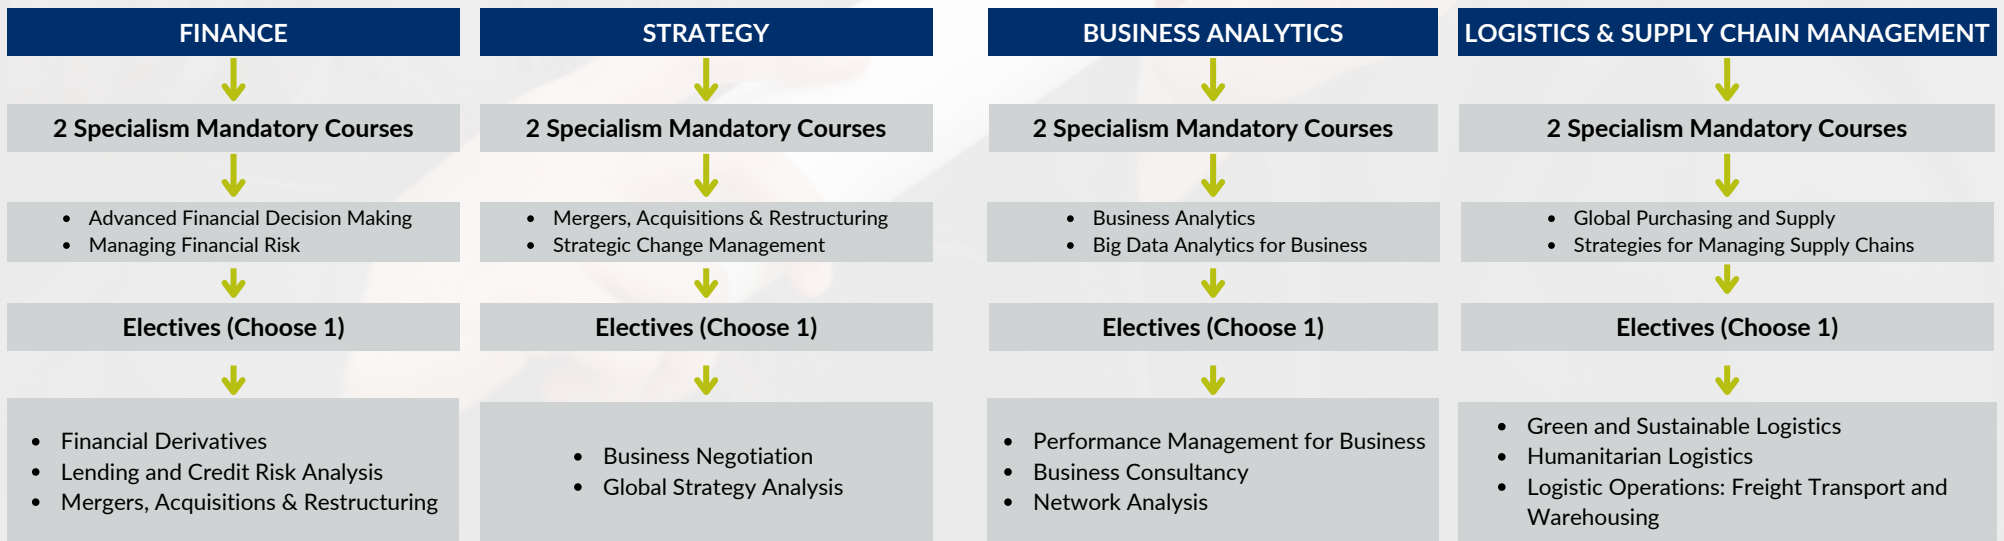 FINANCE
2 Specialism Mandatory Courses
• Advanced Financial Decision Making
• Managing Financial Risk
Electives (Choose 1)
• Financial Derivatives
• Lending and Credit Risk Analysis
• Mergers, Acquisitions & Restructuring
STRATEGY
2 Specialism Mandatory Courses
• Mergers, Acquisitions & Restructuring
• Strategic Change Management
Electives (Choose 1)
• Business Negotiation
• Global Strategy Analysis
BUSINESS ANALYTICS
2 Specialism Mandatory Courses
• Business Analytics
• Big Data Analytics for Business
Electives (Choose 1)
• Performance Management for Business
• Business Consultancy
• Network Analysis
LOGISTICS & SUPPLY CHAIN MANAGEMENT
2 Specialism Mandatory Courses
• Global Purchasing and Supply
• Strategies for Managing Supply Chains
Electives (Choose 1)
• Green and Sustainable Logistics
• Humanitarian Logistics
• Logistic Operations: Freight Transport and
Warehousing